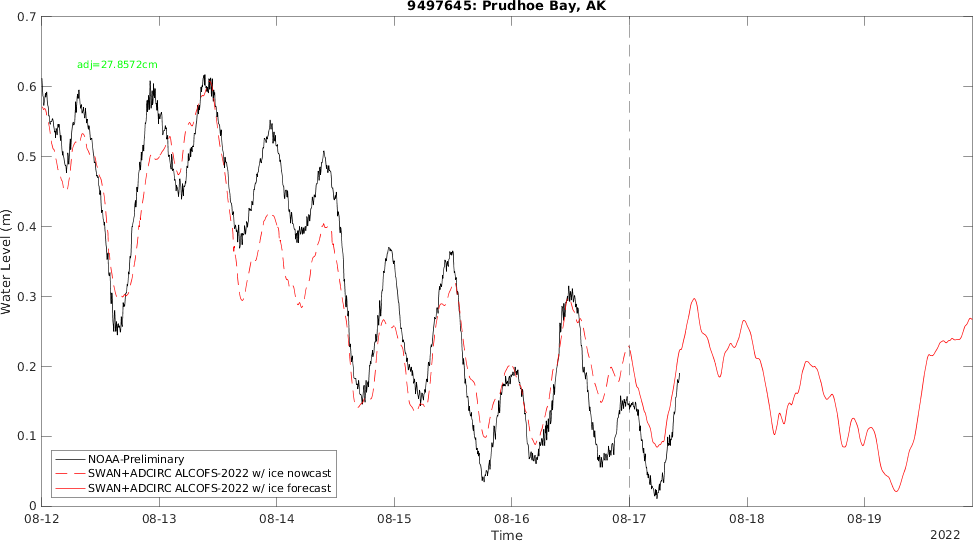 9497645: Prudhoe Bay, AK
0.7
adj=27.8572cm
0.6
0.5
0.4
0.3
0.2
0.1
0
Water Level (m)
NOAA-Preliminary
SWAN+ADCIRC ALCOFS-2022 w/ ice nowcast
SWAN+ADCIRC ALCOFS-2022 w/ ice forecast
08-12 08-13 08-14 08-15 08-16 08-17 08-18 08-19
Time
2022